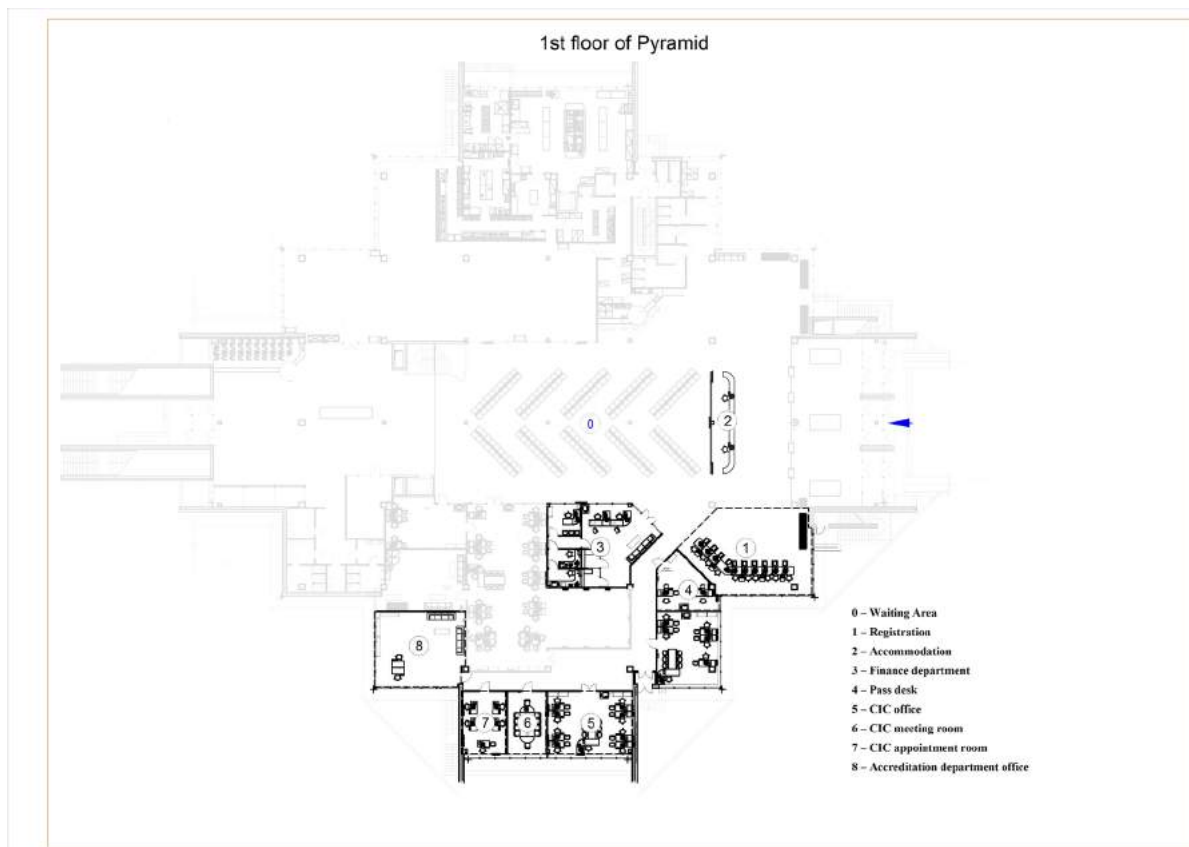 1st floor of Pyramid
2
0
1
3
4
8
7
6
5
0 – Waiting Area
1 – Registration
2 – Accommodation
3 – Finance department
4 – Pass desk
5 – CIC office
6 – CIC meeting room
7 – CIC appointment room
8 – Accreditation department office